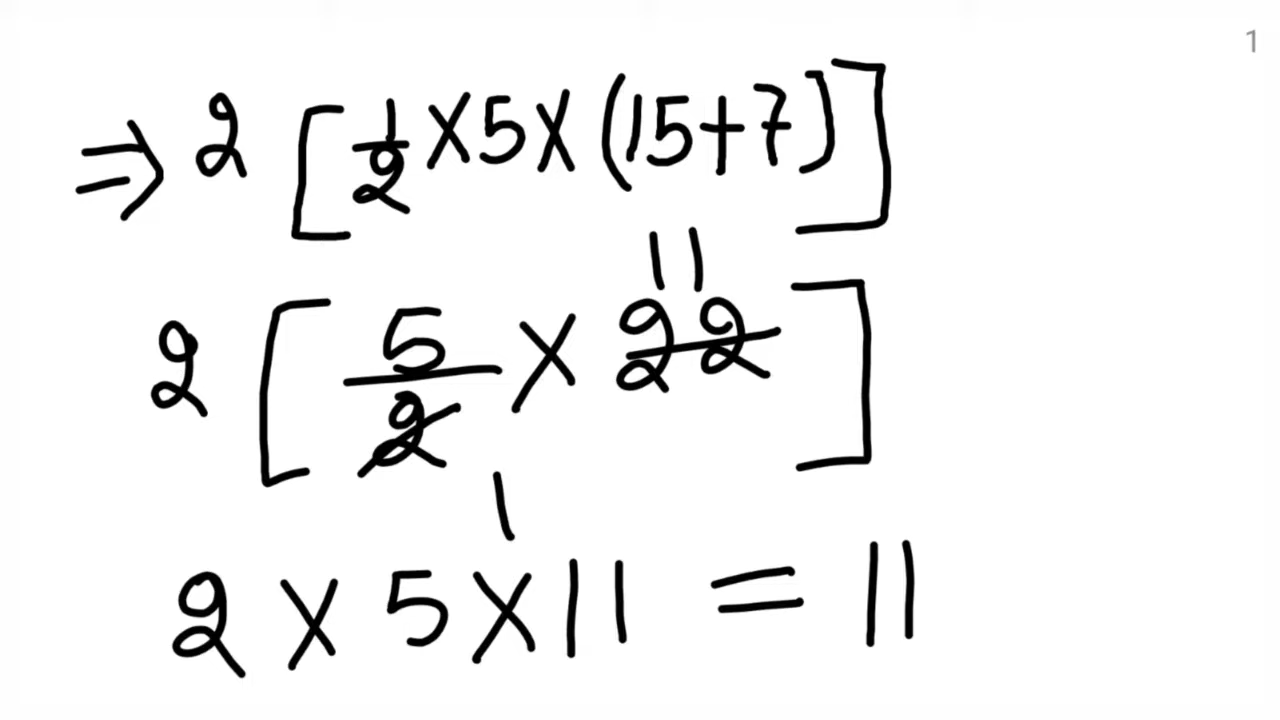 1
⇒ 2 [ 1/2 × 5 × (15+7) ]
11
2 [ 5/2 × 22 ]
1
2 × 5 × 11 = 11